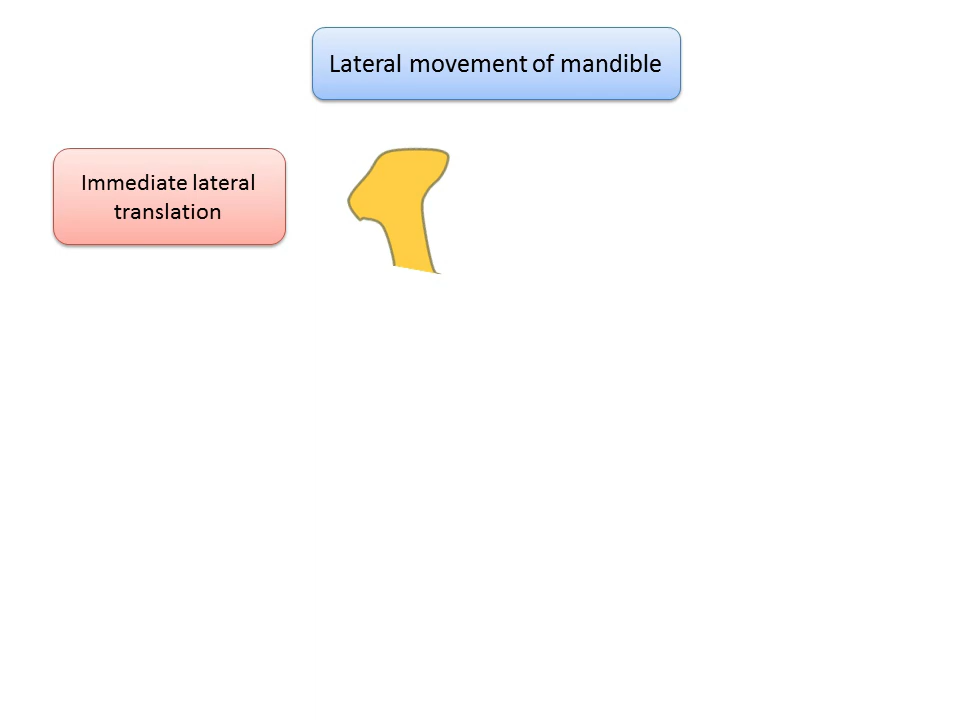 Lateral movement of mandible
Immediate lateral
translation